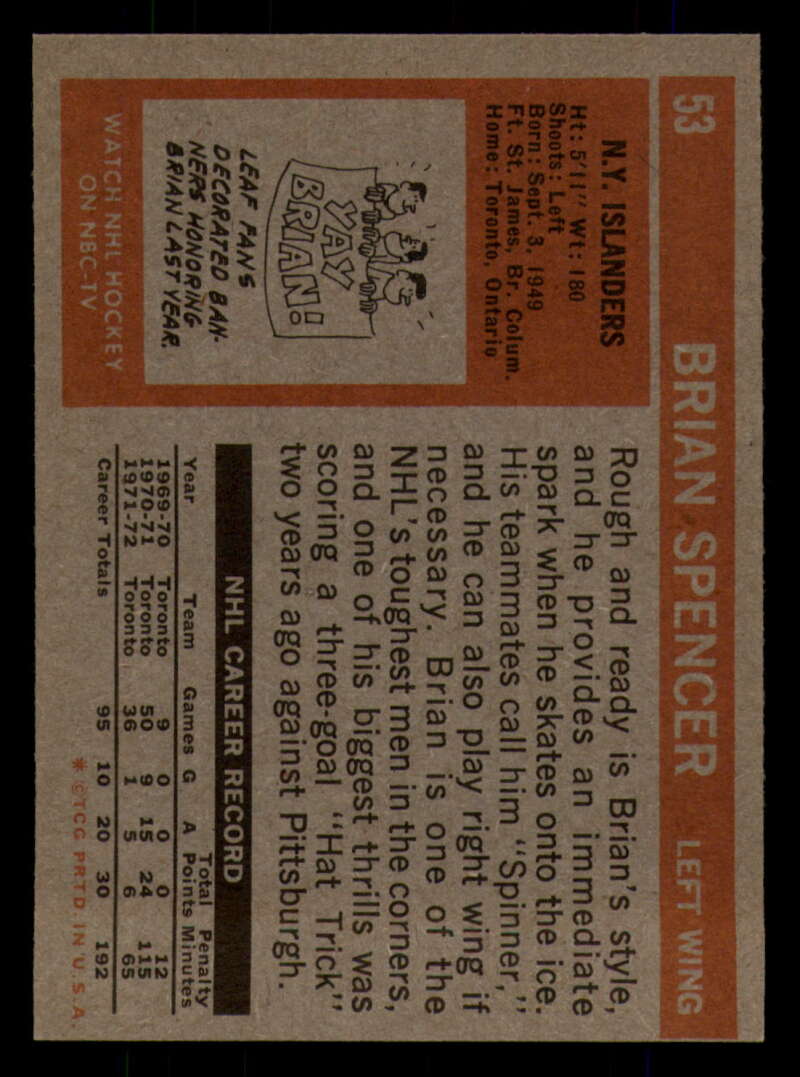 53 BRIAN SPENCER LEFT WING
N.Y. ISLANDERS
Ht: 5'11" Wt: 180
Shoots: Left
Born: Sept. 3, 1949
Ft. St. James, Br. Colum.
Home: Toronto, Ontario
YAY
BRIAN!
LEAF FANS
DECORATED BAN-
NERS HONORING
BRIAN LAST YEAR.
WATCH NHL HOCKEY
ON NBC-TV
Rough and ready is Brian's style,
and he provides an immediate
spark when he skates onto the ice.
His teammates call him "Spinner,"
and he can also play right wing if
necessary. Brian is one of the
NHL's toughest men in the corners,
and one of his biggest thrills was
scoring a three-goal "Hat Trick"
two years ago against Pittsburgh.
NHL CAREER RECORD
Total Penalty
Year Team Games G A Points Minutes
1969-70 Toronto 9 0 0 0 12
1970-71 Toronto 50 9 15 24 115
1971-72 Toronto 36 1 5 6 65
Career Totals 95 10 20 30 192
* ©TCG PRTD. IN U.S.A.